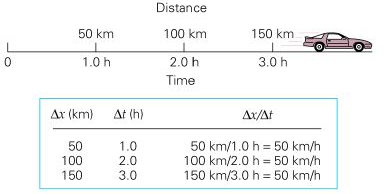 Distance
50 km 100 km 150 km
0 1.0 h 2.0 h 3.0 h
Time
Δx (km) Δt (h) Δx/Δt
50 1.0 50 km/1.0 h = 50 km/h
100 2.0 100 km/2.0 h = 50 km/h
150 3.0 150 km/3.0 h = 50 km/h